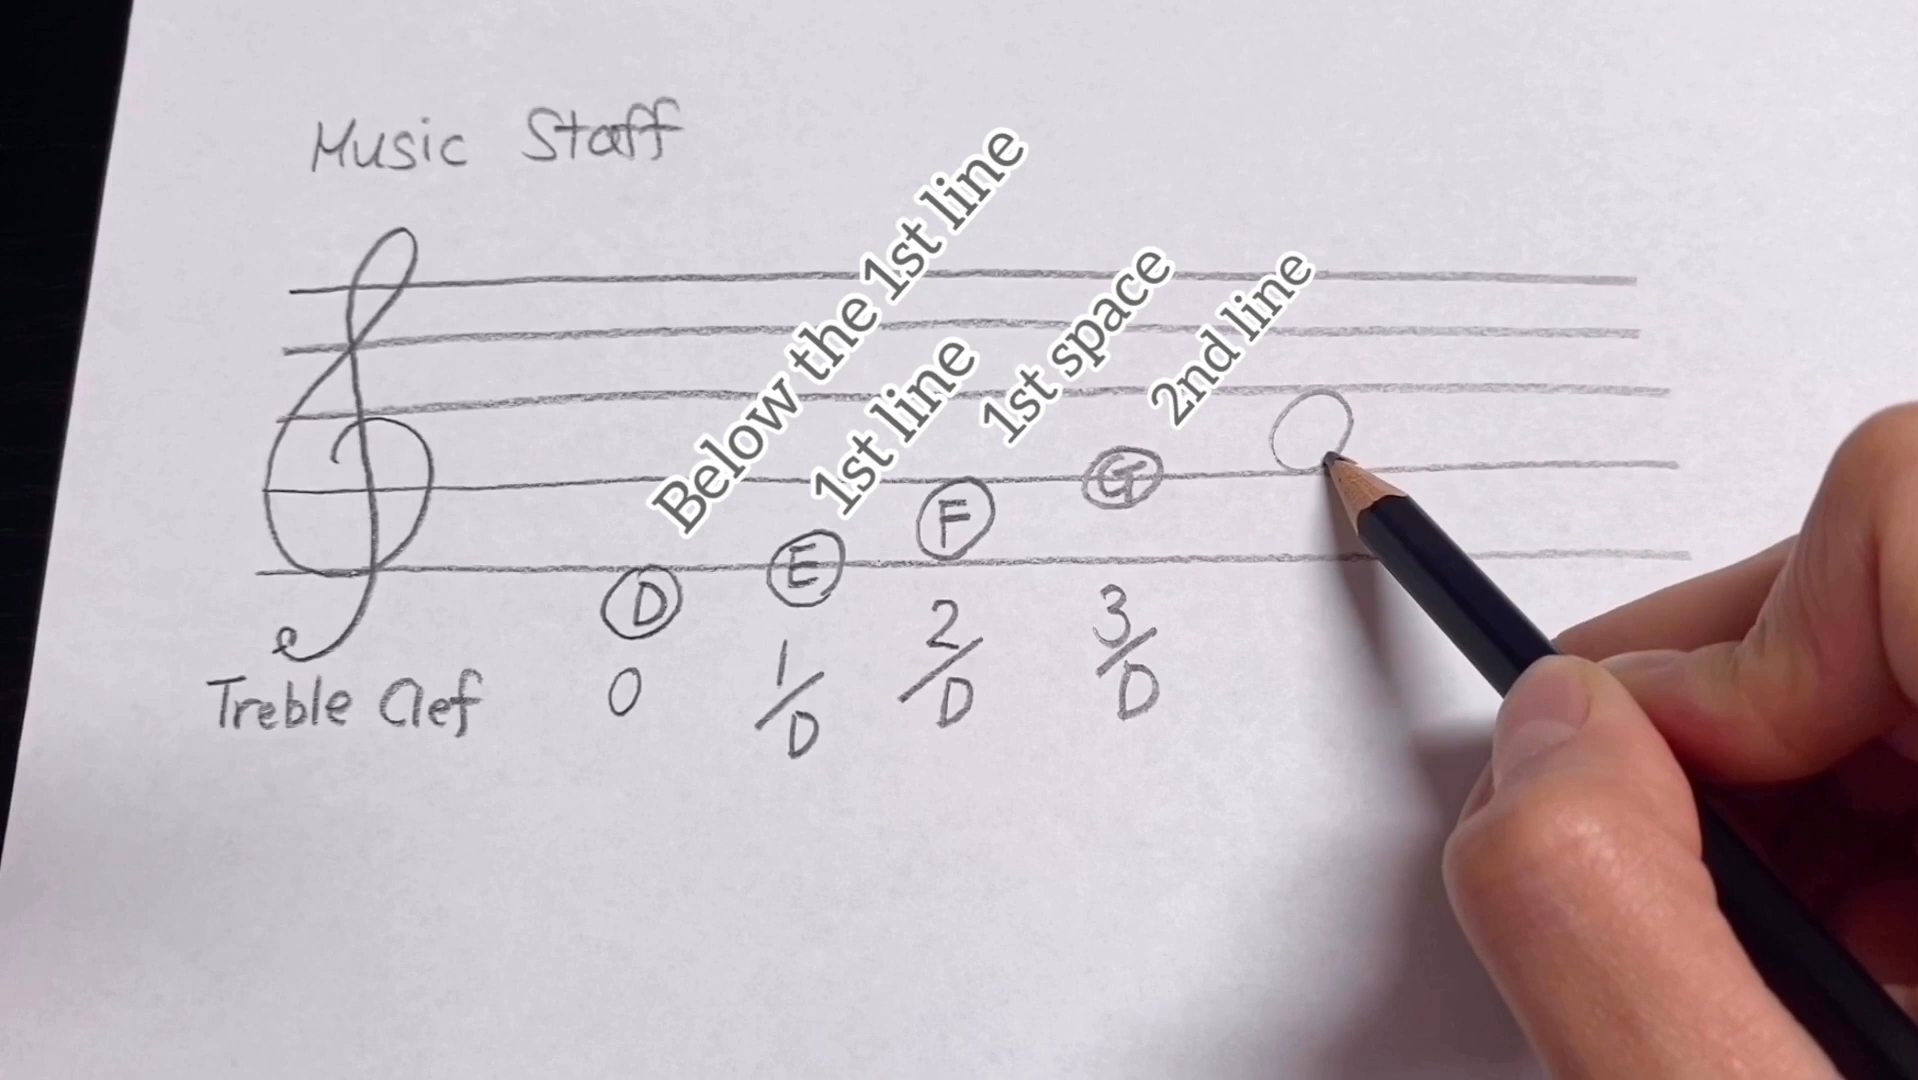 Music Staff
Below the 1st line
1st line
1st space
2nd line
D
E
F
G
Treble Clef
0
1/D
2/D
3/D